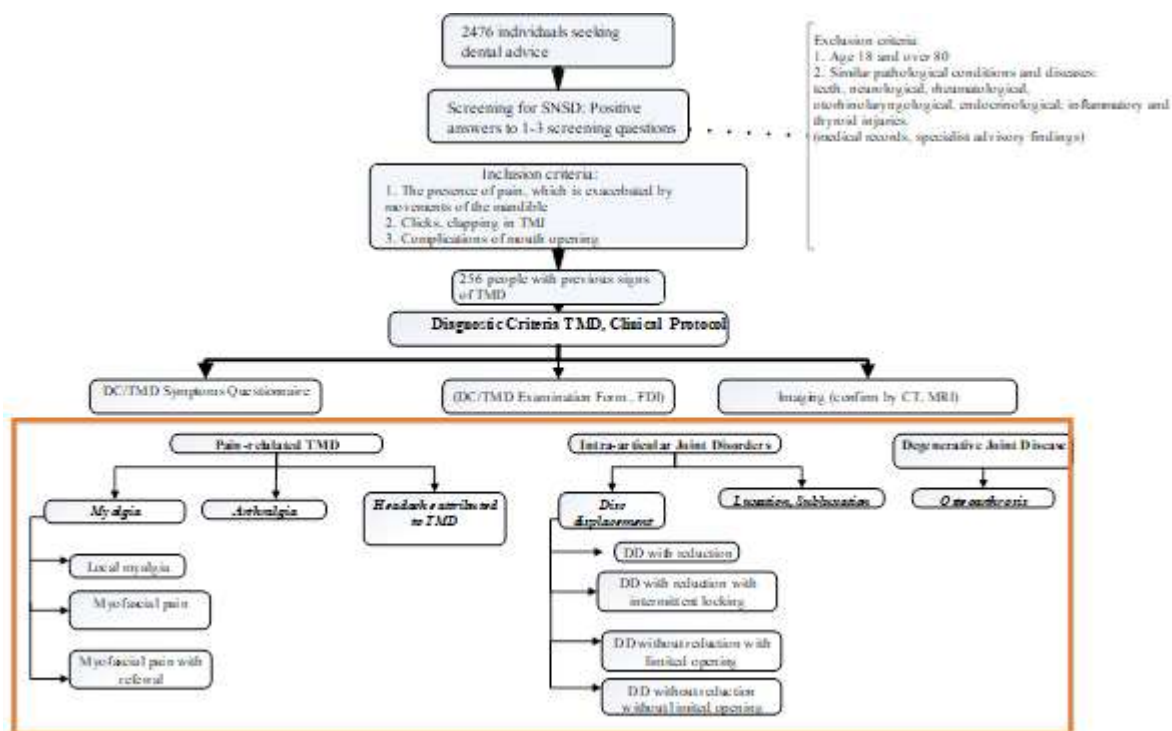 2476 individuals seeking
dental advice
Exclusion criteria:
1. Age 18 and over 80
2. Similar pathological conditions and diseases:
teeth, neurological, rheumatological,
otorhinolaryngological, endocrinological; inflammatory and
thyroid injuries.
(medical records, specialist advisory findings)
Screening for SNSD: Positive
answers to 1-3 screening questions
Inclusion criteria:
1. The presence of pain, which is exacerbated by
movements of the mandible
2. Clicks, clapping in TMJ
3. Complications of mouth opening
256 people with previous signs
of TMD
Diagnostic Criteria TMD, Clinical Protocol
DC/TMD Symptoms Questionnaire
(DC/TMD Examination Form., FDI)
Imaging (confirm by CT, MRI)
Pain-relalated TMD
Intra-articular Joint Disorders
Degenerative Joint Disease
Myalgia
Arthralgia
Headache attributed
to TMD
Disc
displacement
Luxation, Subluxation
Osteoarthrosis
Local myalgia
Myofascial pain
Myofascial pain with
referral
DD with reduction
DD with reduction with
intermittent locking
DD without reduction with
limited opening
DD without reduction
without limited opening